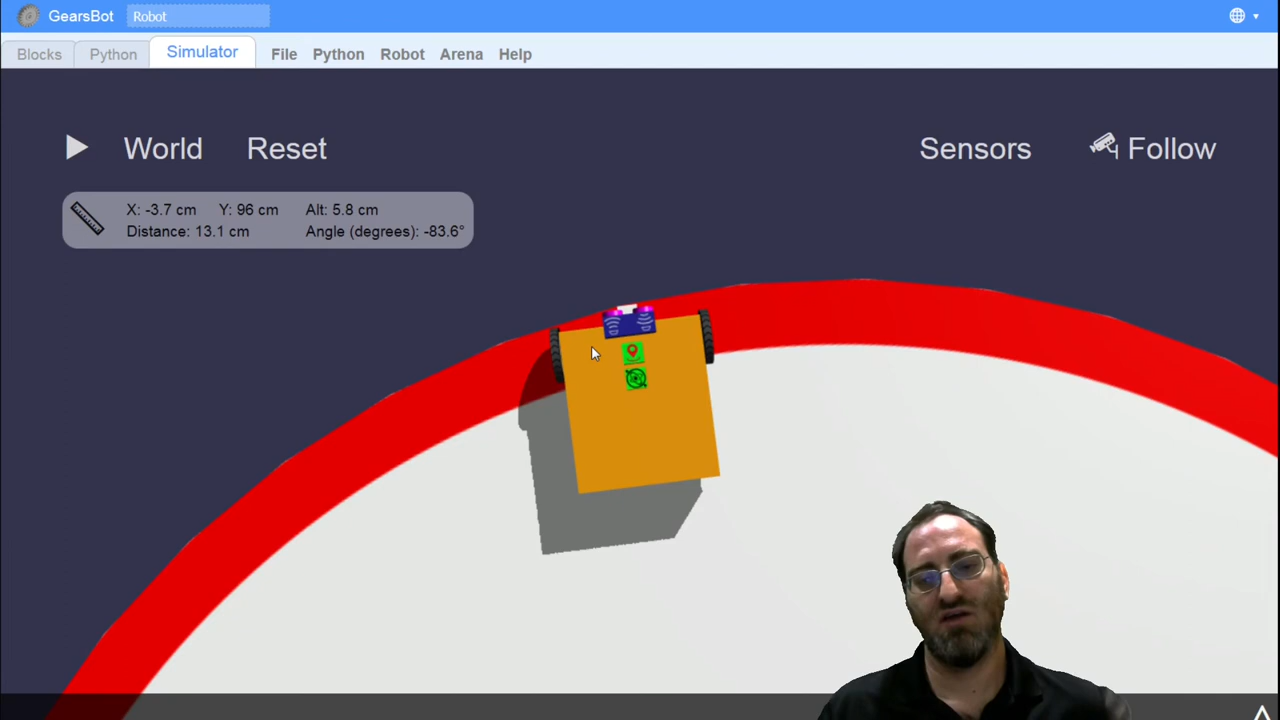 GearsBot
Robot
Blocks
Python
Simulator
File
Python
Robot
Arena
Help
World
Reset
Sensors
Follow
X: -3.7 cm Y: 96 cm Alt: 5.8 cm
Distance: 13.1 cm Angle (degrees): -83.6°